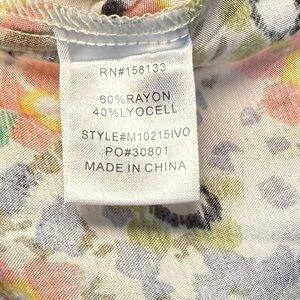 RN#158133
60%RAYON
40%LYOCELL
STYLE#M10215IVO
PO#30801
MADE IN CHINA